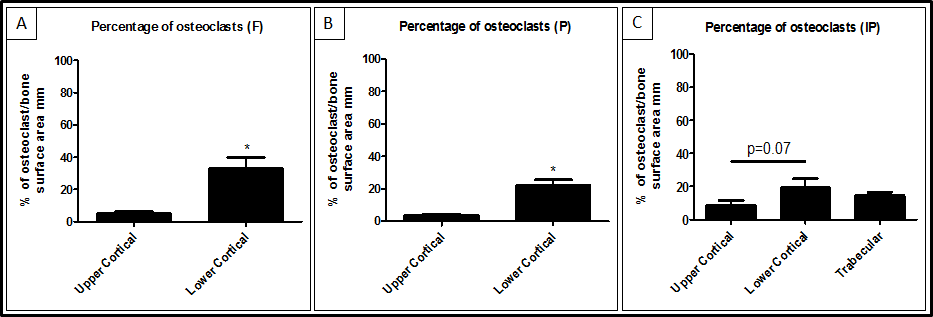 A
Percentage of osteoclasts (F)
% of osteoclast/bone
surface area mm
100
80
60
40
20
0
*
Upper Cortical
Lower Cortical
B
Percentage of osteoclasts (P)
% of osteoclast/bone
surface area mm
100
80
60
40
20
0
*
Upper Cortical
Lower Cortical
C
Percentage of osteoclasts (IP)
% of osteoclast/bone
surface area mm
100
80
60
40
20
0
p=0.07
Upper Cortical
Lower Cortical
Trabecular